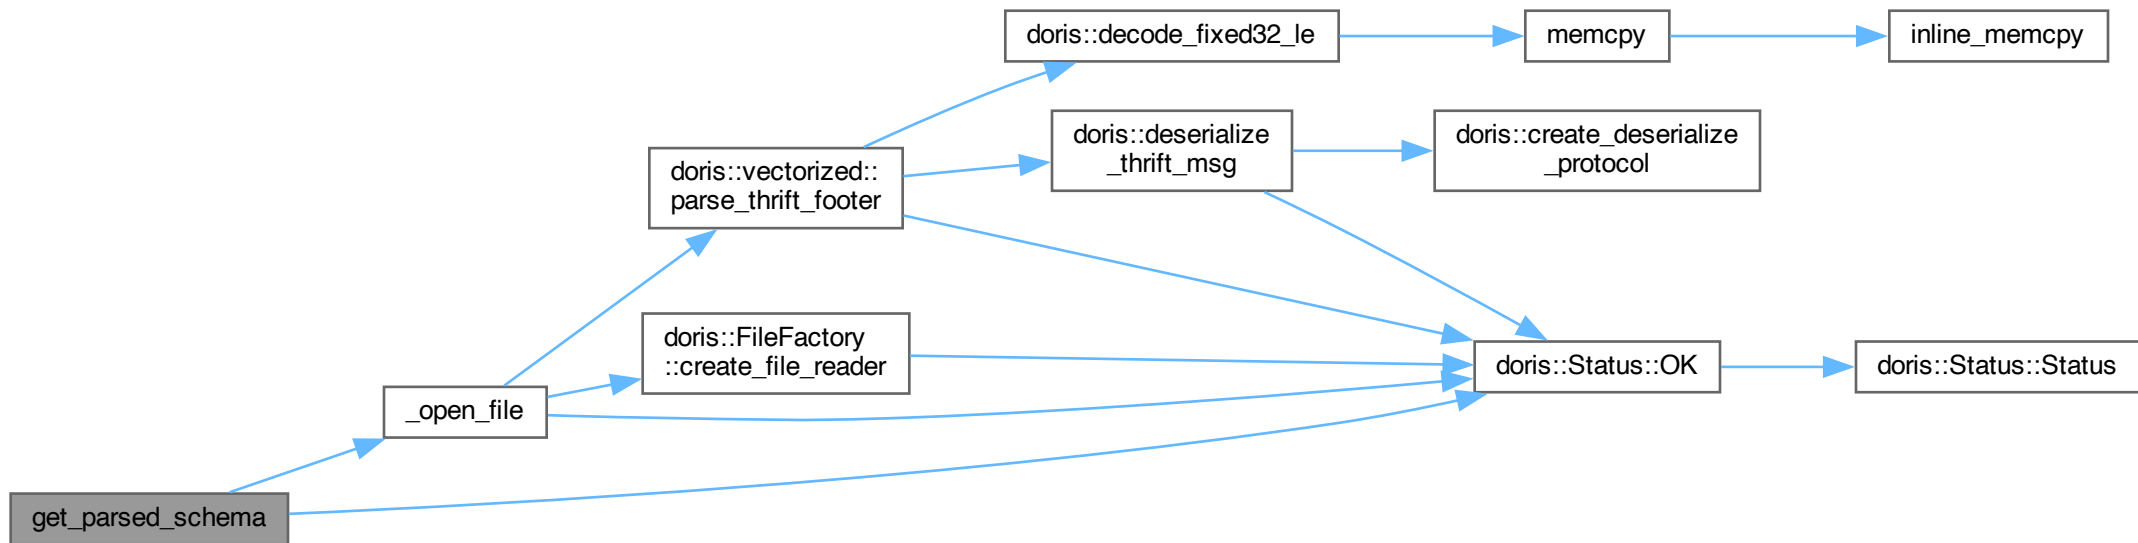 doris::decode_fixed32_le
memcpy
inline_memcpy
doris::deserialize
_thrift_msg
doris::create_deserialize
_protocol
doris::vectorized::
parse_thrift_footer
doris::FileFactory
::create_file_reader
doris::Status::OK
doris::Status::Status
_open_file
get_parsed_schema